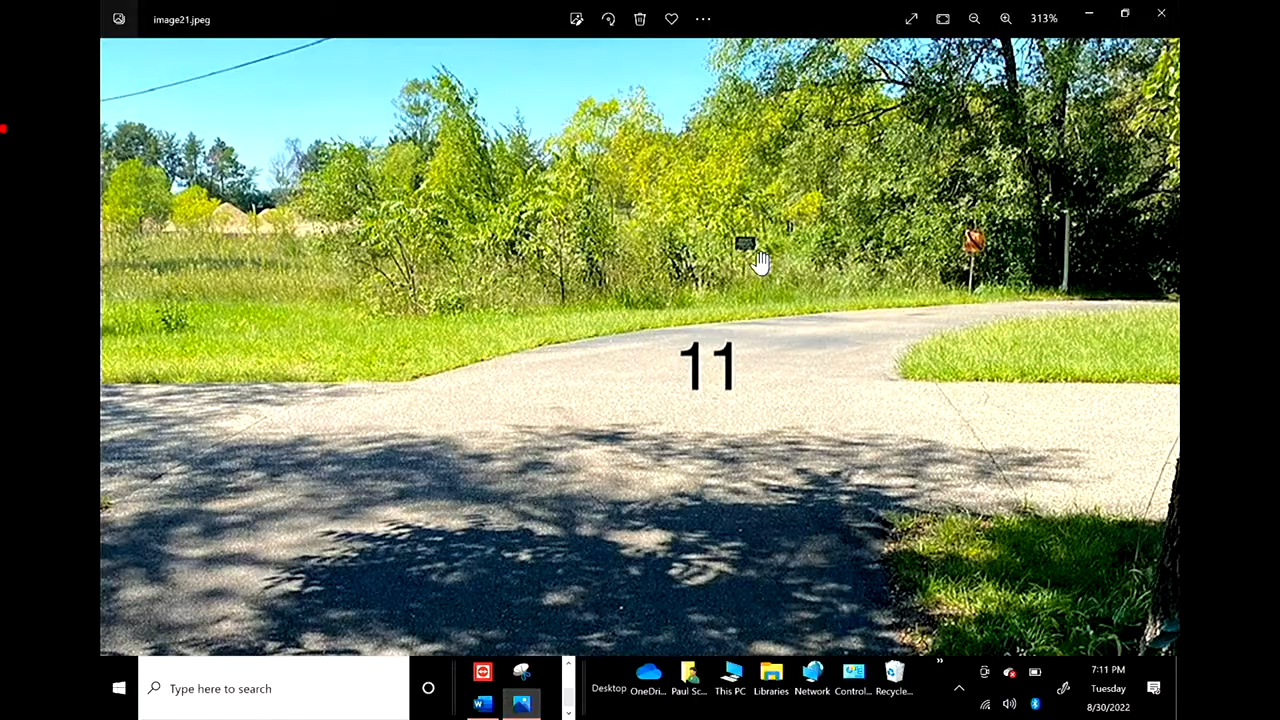 image21.jpeg
313%
11
Type here to search
Desktop
OneDri...
Paul Sc...
This PC
Libraries
Network
Control...
Recycle...
7:11 PM
Tuesday
8/30/2022